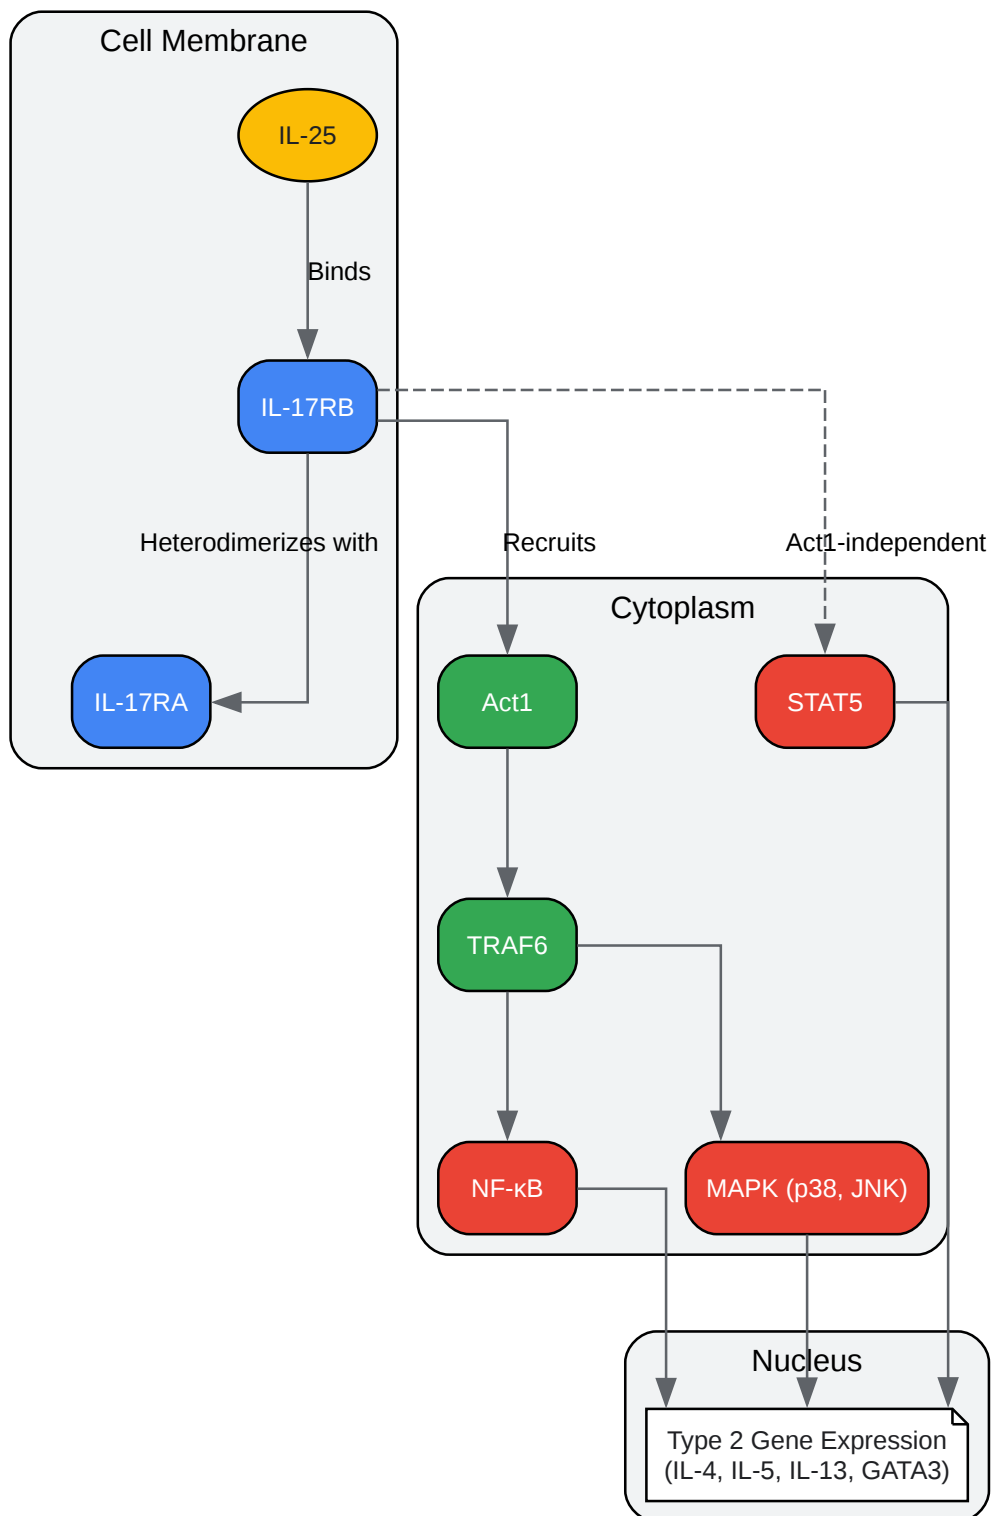 Cell Membrane
IL-25
Binds
IL-17RB
Heterodimerizes with
Recruits
Act1-independent
Cytoplasm
IL-17RA
Act1
STAT5
TRAF6
NF-κB
MAPK (p38, JNK)
Nucleus
Type 2 Gene Expression
(IL-4, IL-5, IL-13, GATA3)